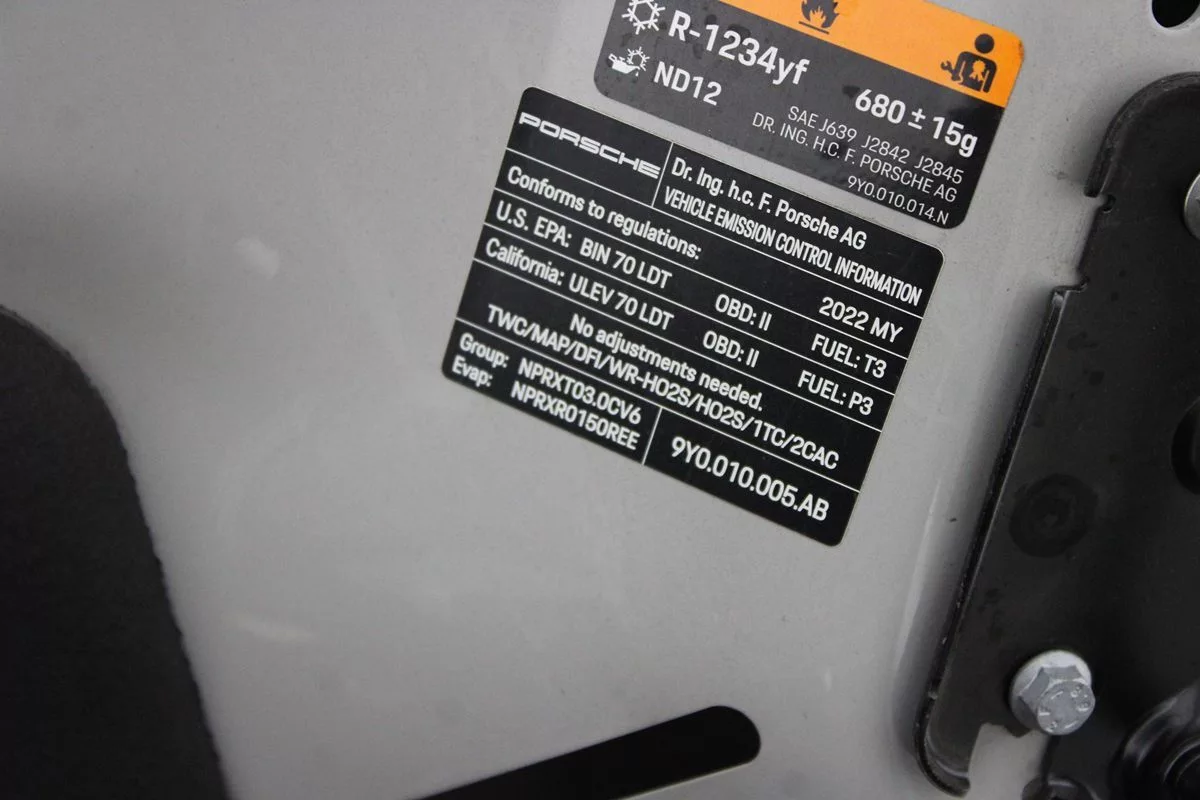 R-1234yf
ND12
680 ± 15g
SAE J639 J2842 J2845
DR. ING. H.C. F. PORSCHE AG
9Y0.010.014.N
PORSCHE
Dr. Ing. h.c. F. Porsche AG
VEHICLE EMISSION CONTROL INFORMATION
Conforms to regulations: 2022 MY
U.S. EPA: BIN 70 LDT OBD: II FUEL: T3
California: ULEV 70 LDT OBD: II FUEL: P3
No adjustments needed.
TWC/MAP/DFI/WR-HO2S/HO2S/1TC/2CAC
Group: NPRXT03.0CV6
Evap: NPRXR0150REE
9Y0.010.005.AB